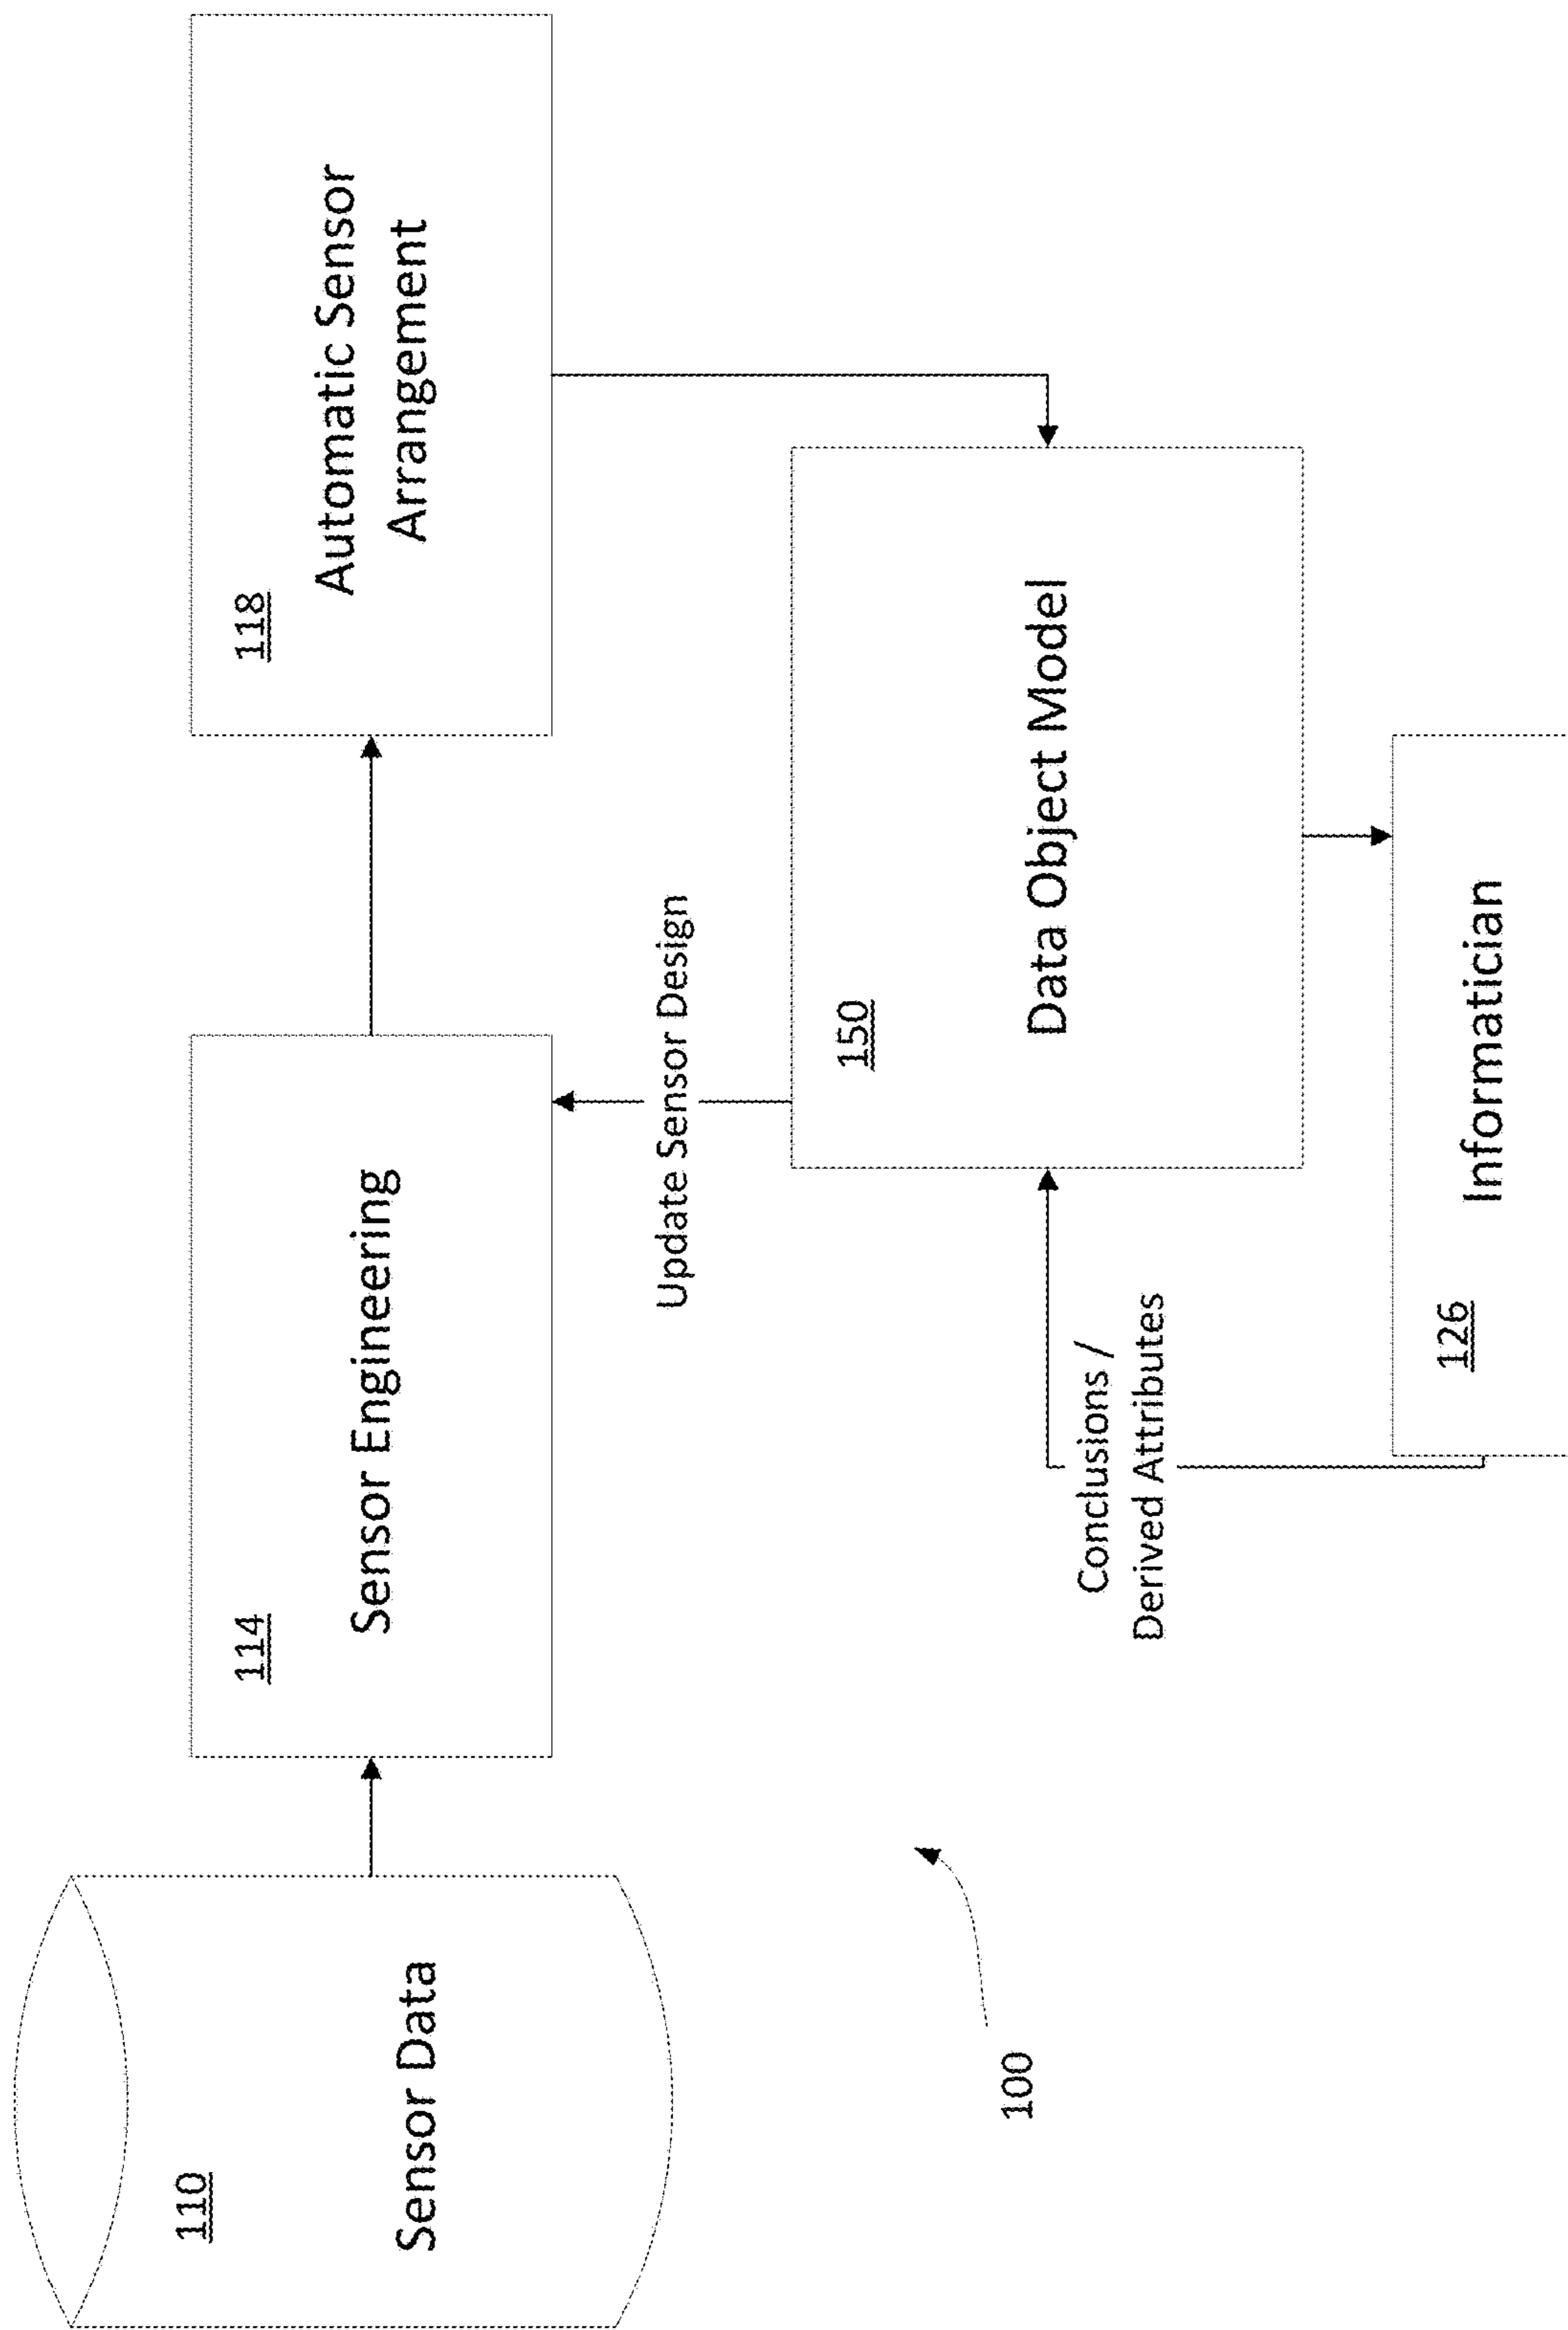 110
Sensor Data
114
Sensor Engineering
118
Automatic Sensor
Arrangement
Update Sensor Design
150
Data Object Model
Conclusions /
Derived Attributes
126
Informatician
100